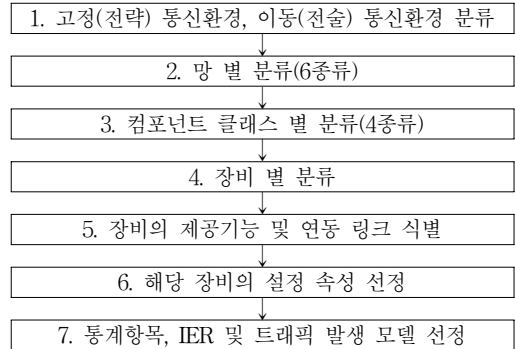 1. 고정(전략) 통신환경, 이동(전술) 통신환경 분류
2. 망 별 분류(6종류)
3. 컴포넌트 클래스 별 분류(4종류)
4. 장비 별 분류
5. 장비의 제공기능 및 연동 링크 식별
6. 해당 장비의 설정 속성 선정
7. 통계항목, IER 및 트래픽 발생 모델 선정